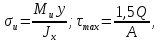 σ_и = M_и y / J_x ; τ_max = 1,5Q / A ,